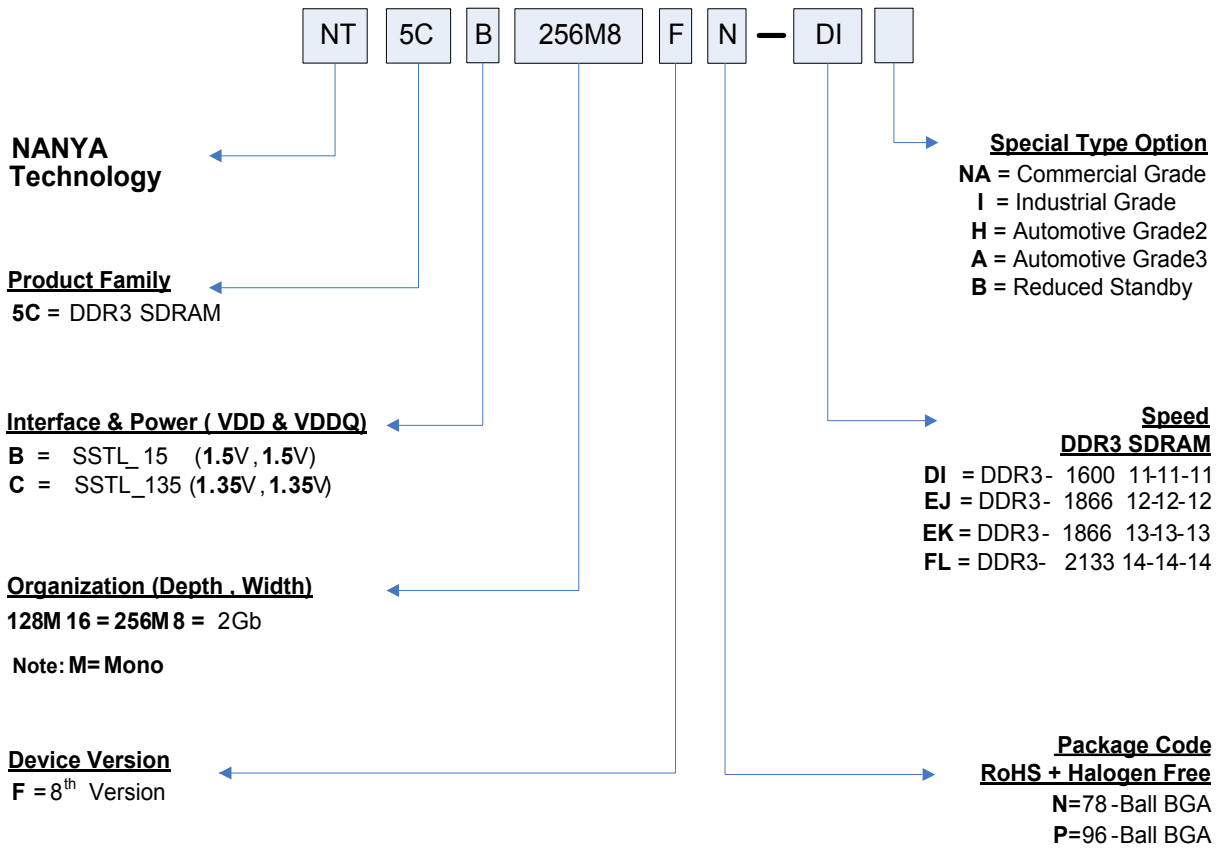 NT 5C B 256M8 F N — DI
NANYA
Technology
Special Type Option
NA = Commercial Grade
I = Industrial Grade
H = Automotive Grade2
A = Automotive Grade3
B = Reduced Standby
Product Family
5C = DDR3 SDRAM
Interface & Power ( VDD & VDDQ)
B = SSTL_ 15 (1.5V , 1.5V)
C = SSTL_135 (1.35V , 1.35V)
Speed
DDR3 SDRAM
DI = DDR3- 1600 11-11-11
EJ = DDR3- 1866 12-12-12
EK = DDR3- 1866 13-13-13
FL = DDR3- 2133 14-14-14
Organization (Depth , Width)
128M 16 = 256M 8 = 2Gb
Note: M= Mono
Device Version
F = 8th Version
Package Code
RoHS + Halogen Free
N=78 -Ball BGA
P=96 -Ball BGA